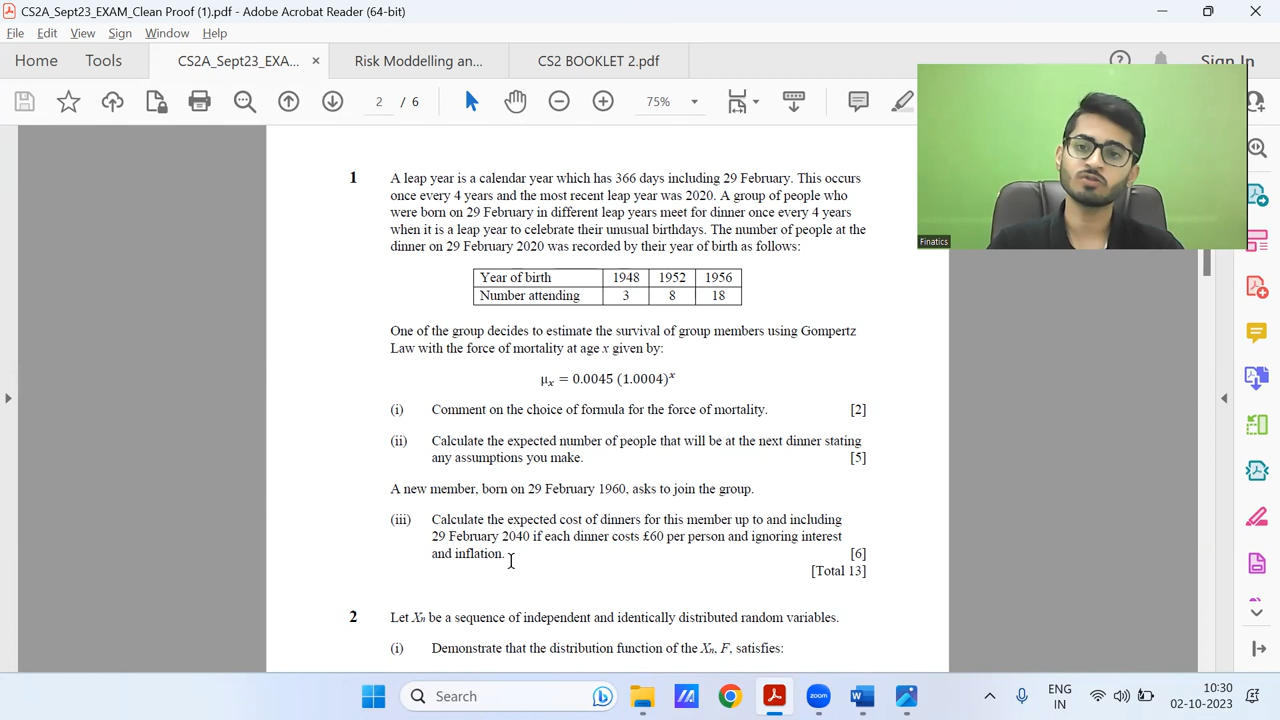 CS2A_Sept23_EXAM_Clean Proof (1).pdf - Adobe Acrobat Reader (64-bit)
File Edit View Sign Window Help
Home Tools CS2A_Sept23_EXA... × Risk Moddelling an... CS2 BOOKLET 2.pdf Sign In
2 / 6 75%
1 A leap year is a calendar year which has 366 days including 29 February. This occurs
once every 4 years and the most recent leap year was 2020. A group of people who
were born on 29 February in different leap years meet for dinner once every 4 years
when it is a leap year to celebrate their unusual birthdays. The number of people at the
dinner on 29 February 2020 was recorded by their year of birth as follows:
Year of birth 1948 1952 1956
Number attending 3 8 18
One of the group decides to estimate the survival of group members using Gompertz
Law with the force of mortality at age x given by:
μₓ = 0.0045 (1.0004)ˣ
(i) Comment on the choice of formula for the force of mortality. [2]
(ii) Calculate the expected number of people that will be at the next dinner stating
any assumptions you make. [5]
A new member, born on 29 February 1960, asks to join the group.
(iii) Calculate the expected cost of dinners for this member up to and including
29 February 2040 if each dinner costs £60 per person and ignoring interest
and inflation. [6]
[Total 13]
2 Let Xₙ be a sequence of independent and identically distributed random variables.
(i) Demonstrate that the distribution function of the Xₙ, F, satisfies:
Finatics
Search
zoom
ENG
IN
10:30
02-10-2023